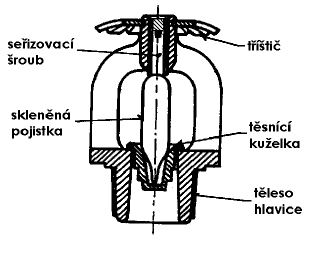 seřizovací
šroub
tříštič
skleněná
pojistka
těsnící
kuželka
těleso
hlavice